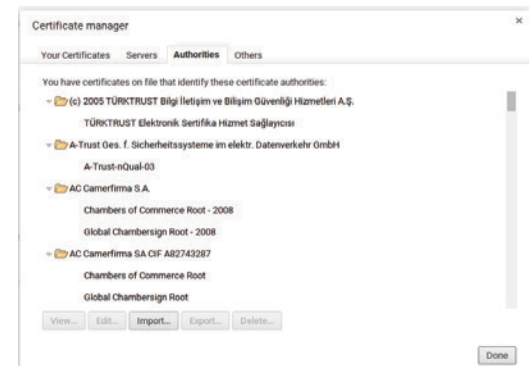 Certificate manager
×
Your Certificates Servers Authorities Others
You have certificates on file that identify these certificate authorities:
(c) 2005 TÜRKTRUST Bilgi İletişim ve Bilişim Güvenliği Hizmetleri A.Ş.
TÜRKTRUST Elektronik Sertifika Hizmet Sağlayıcısı
A-Trust Ges. f. Sicherheitssysteme im elektr. Datenverkehr GmbH
A-Trust-nQual-03
AC Camerfirma S.A.
Chambers of Commerce Root - 2008
Global Chambersign Root - 2008
AC Camerfirma SA CIF A82743287
Chambers of Commerce Root
Global Chambersign Root
View... Edit... Import... Export... Delete...
Done